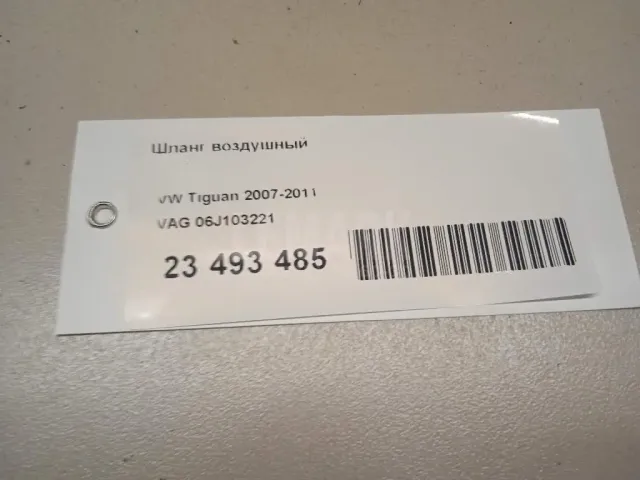 Шланг воздушный
VW Tiguan 2007-2011
VAG 06J103221
23 493 485